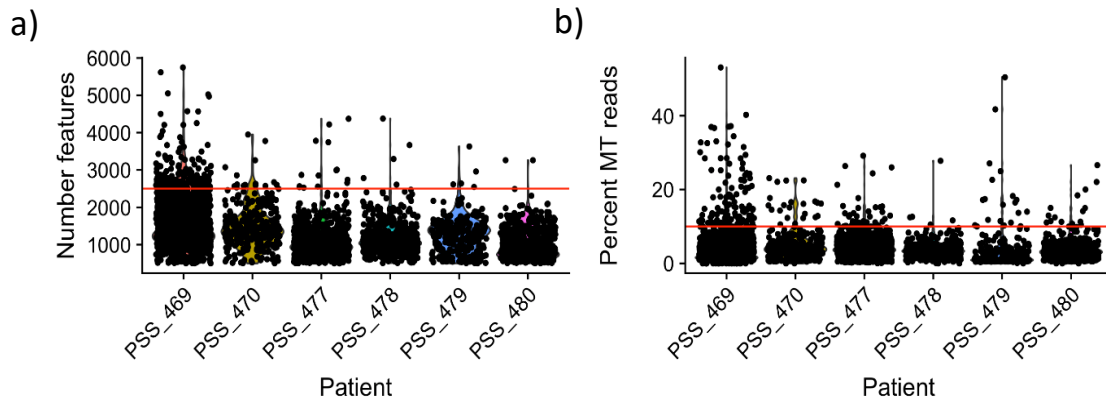 a)
Number features
6000
5000
4000
3000
2000
1000
PSS_469
PSS_470
PSS_477
PSS_478
PSS_479
PSS_480
Patient
b)
Percent MT reads
40
20
0
PSS_469
PSS_470
PSS_477
PSS_478
PSS_479
PSS_480
Patient